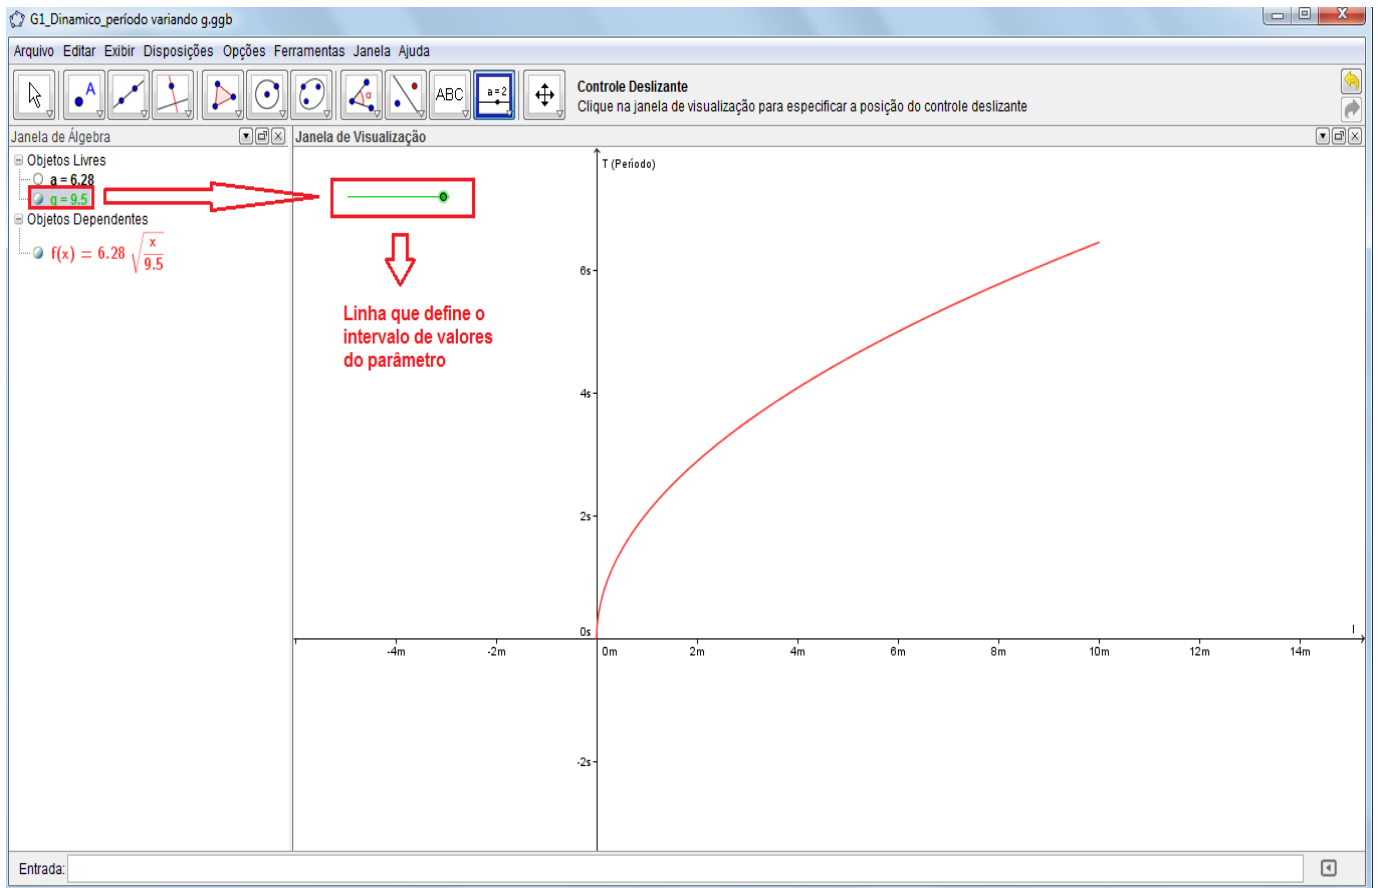 G1_Dinamico_período variando g.ggb
Arquivo Editar Exibir Disposições Opções Ferramentas Janela Ajuda
A
α
ABC
a=2
Controle Deslizante
Clique na janela de visualização para especificar a posição do controle deslizante
Janela de Álgebra
Janela de Visualização
Objetos Livres
a = 6.28
g = 9.5
Objetos Dependentes
f(x) = 6.28 √(x/9.5)
T (Período)
Linha que define o
intervalo de valores
do parâmetro
6s
4s
2s
0s
-2s
-4m -2m 0m 2m 4m 6m 8m 10m 12m 14m
l
Entrada: